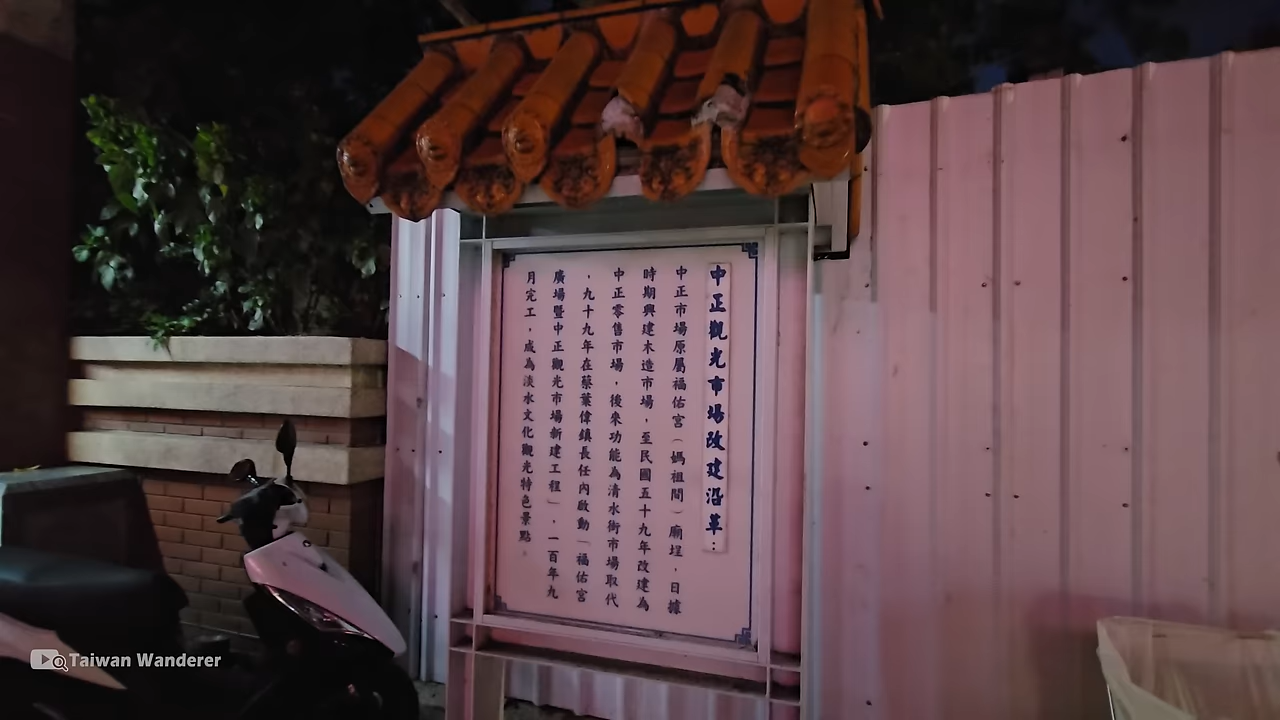 中正觀光市場改建沿革：
中正市場原屬福佑宮（媽祖間）廟埕，日據
時期興建木造市場，至民國五十九年改建為
中正零售市場，後來功能為清水街市場取代
，九十九年在蔡葉偉鎮長任內啟動「福佑宮
廣場暨中正觀光市場新建工程」，一百年九
月完工，成為淡水文化觀光特色景點。
Taiwan Wanderer